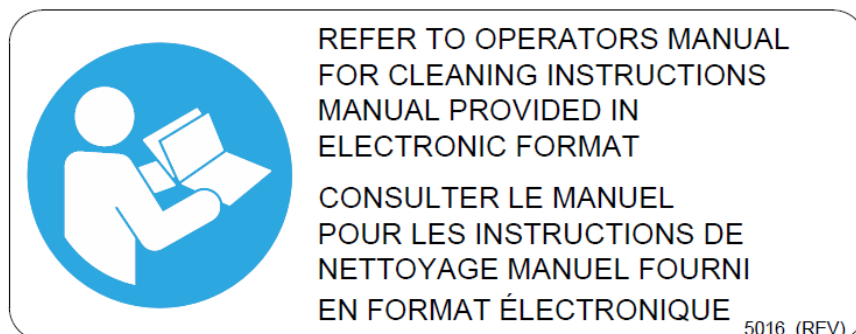 REFER TO OPERATORS MANUAL
FOR CLEANING INSTRUCTIONS
MANUAL PROVIDED IN
ELECTRONIC FORMAT
CONSULTER LE MANUEL
POUR LES INSTRUCTIONS DE
NETTOYAGE MANUEL FOURNI
EN FORMAT ÉLECTRONIQUE
5016 (REV)